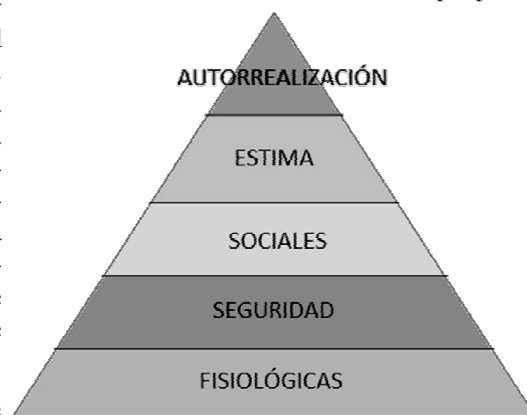 AUTORREALIZACIÓN
ESTIMA
SOCIALES
SEGURIDAD
FISIOLÓGICAS